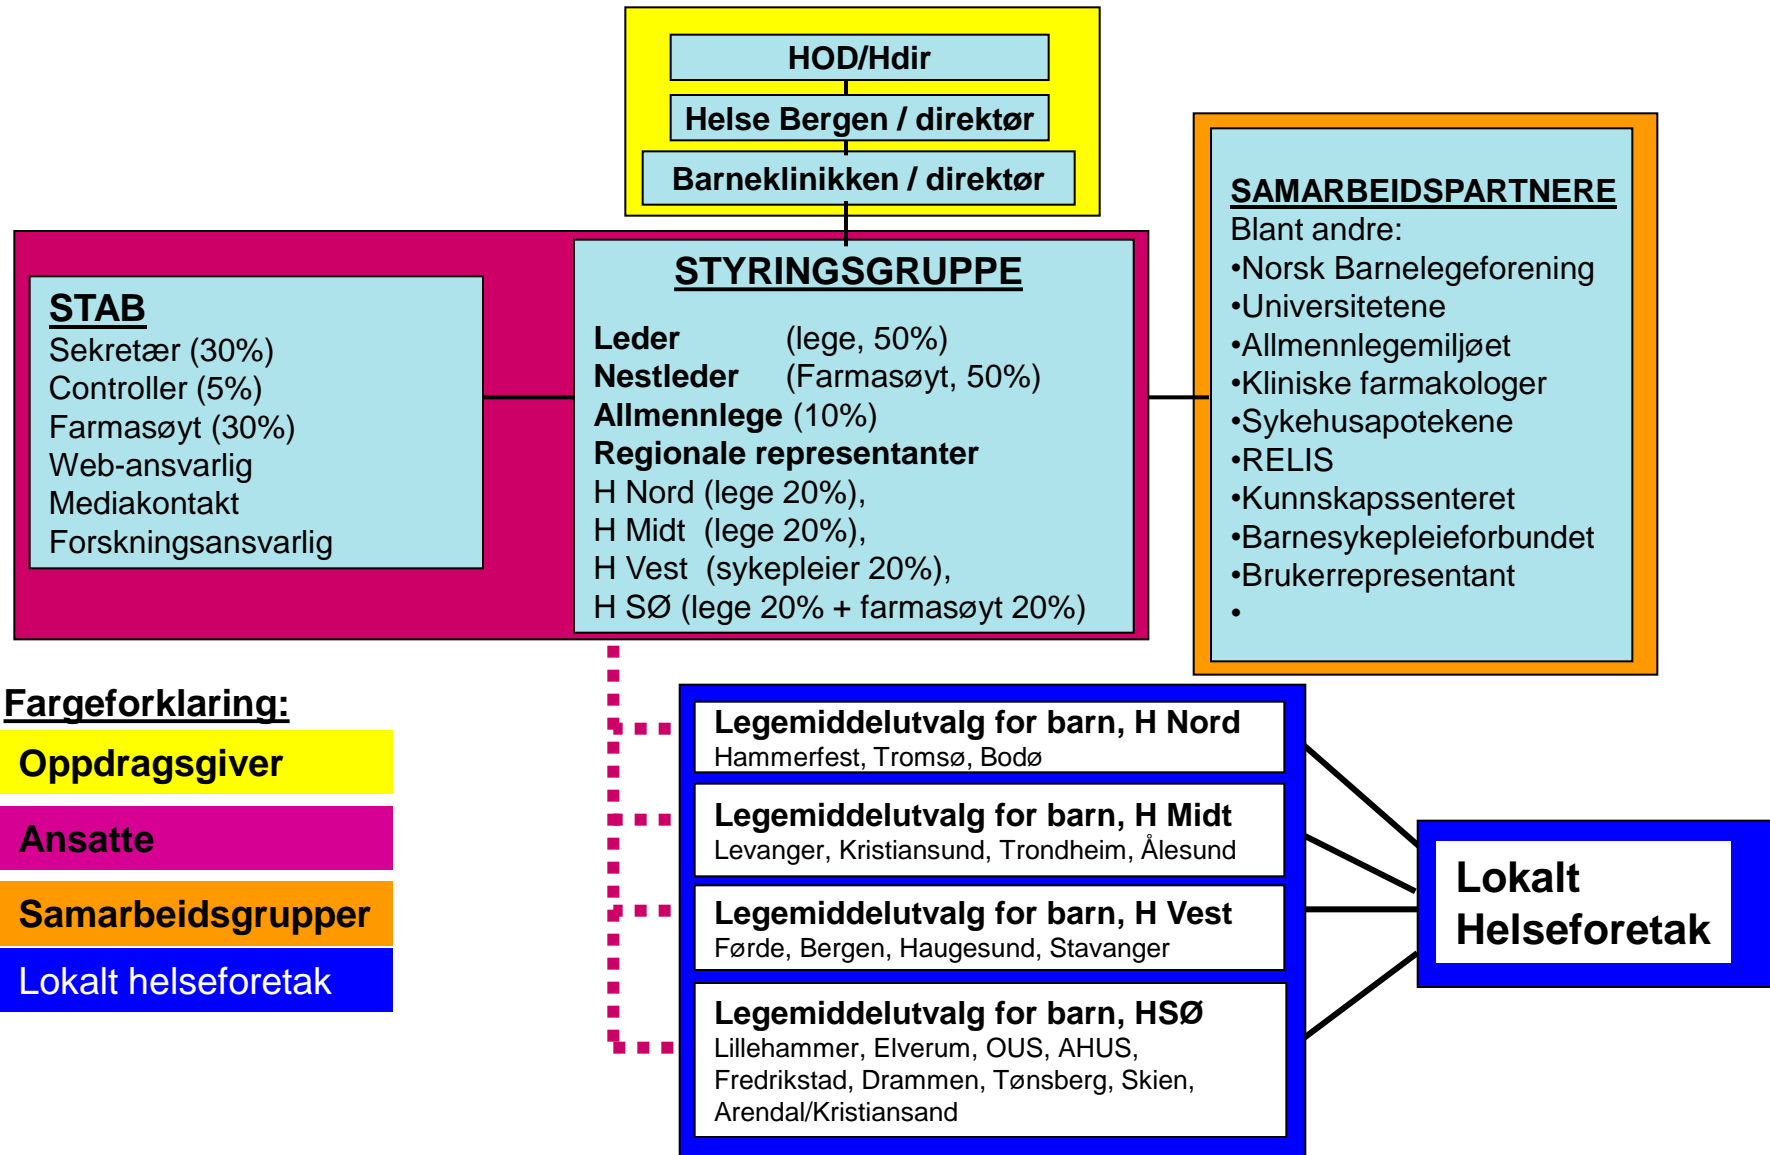 HOD/Hdir
Helse Bergen / direktør
Barneklinikken / direktør
STAB
Sekretær (30%)
Controller (5%)
Farmasøyt (30%)
Web-ansvarlig
Mediakontakt
Forskningsansvarlig
STYRINGSGRUPPE
Leder (lege, 50%)
Nestleder (Farmasøyt, 50%)
Allmennlege (10%)
Regionale representanter
H Nord (lege 20%),
H Midt (lege 20%),
H Vest (sykepleier 20%),
H SØ (lege 20% + farmasøyt 20%)
SAMARBEIDSPARTNERE
Blant andre:
•Norsk Barnelegeforening
•Universitetene
•Allmennlegemiljøet
•Kliniske farmakologer
•Sykehusapotekene
•RELIS
•Kunnskapssenteret
•Barnesykepleieforbundet
•Brukerrepresentant
•
Fargeforklaring:
Oppdragsgiver
Ansatte
Samarbeidsgrupper
Lokalt helseforetak
Legemiddelutvalg for barn, H Nord
Hammerfest, Tromsø, Bodø
Legemiddelutvalg for barn, H Midt
Levanger, Kristiansund, Trondheim, Ålesund
Legemiddelutvalg for barn, H Vest
Førde, Bergen, Haugesund, Stavanger
Legemiddelutvalg for barn, HSØ
Lillehammer, Elverum, OUS, AHUS,
Fredrikstad, Drammen, Tønsberg, Skien,
Arendal/Kristiansand
Lokalt
Helseforetak